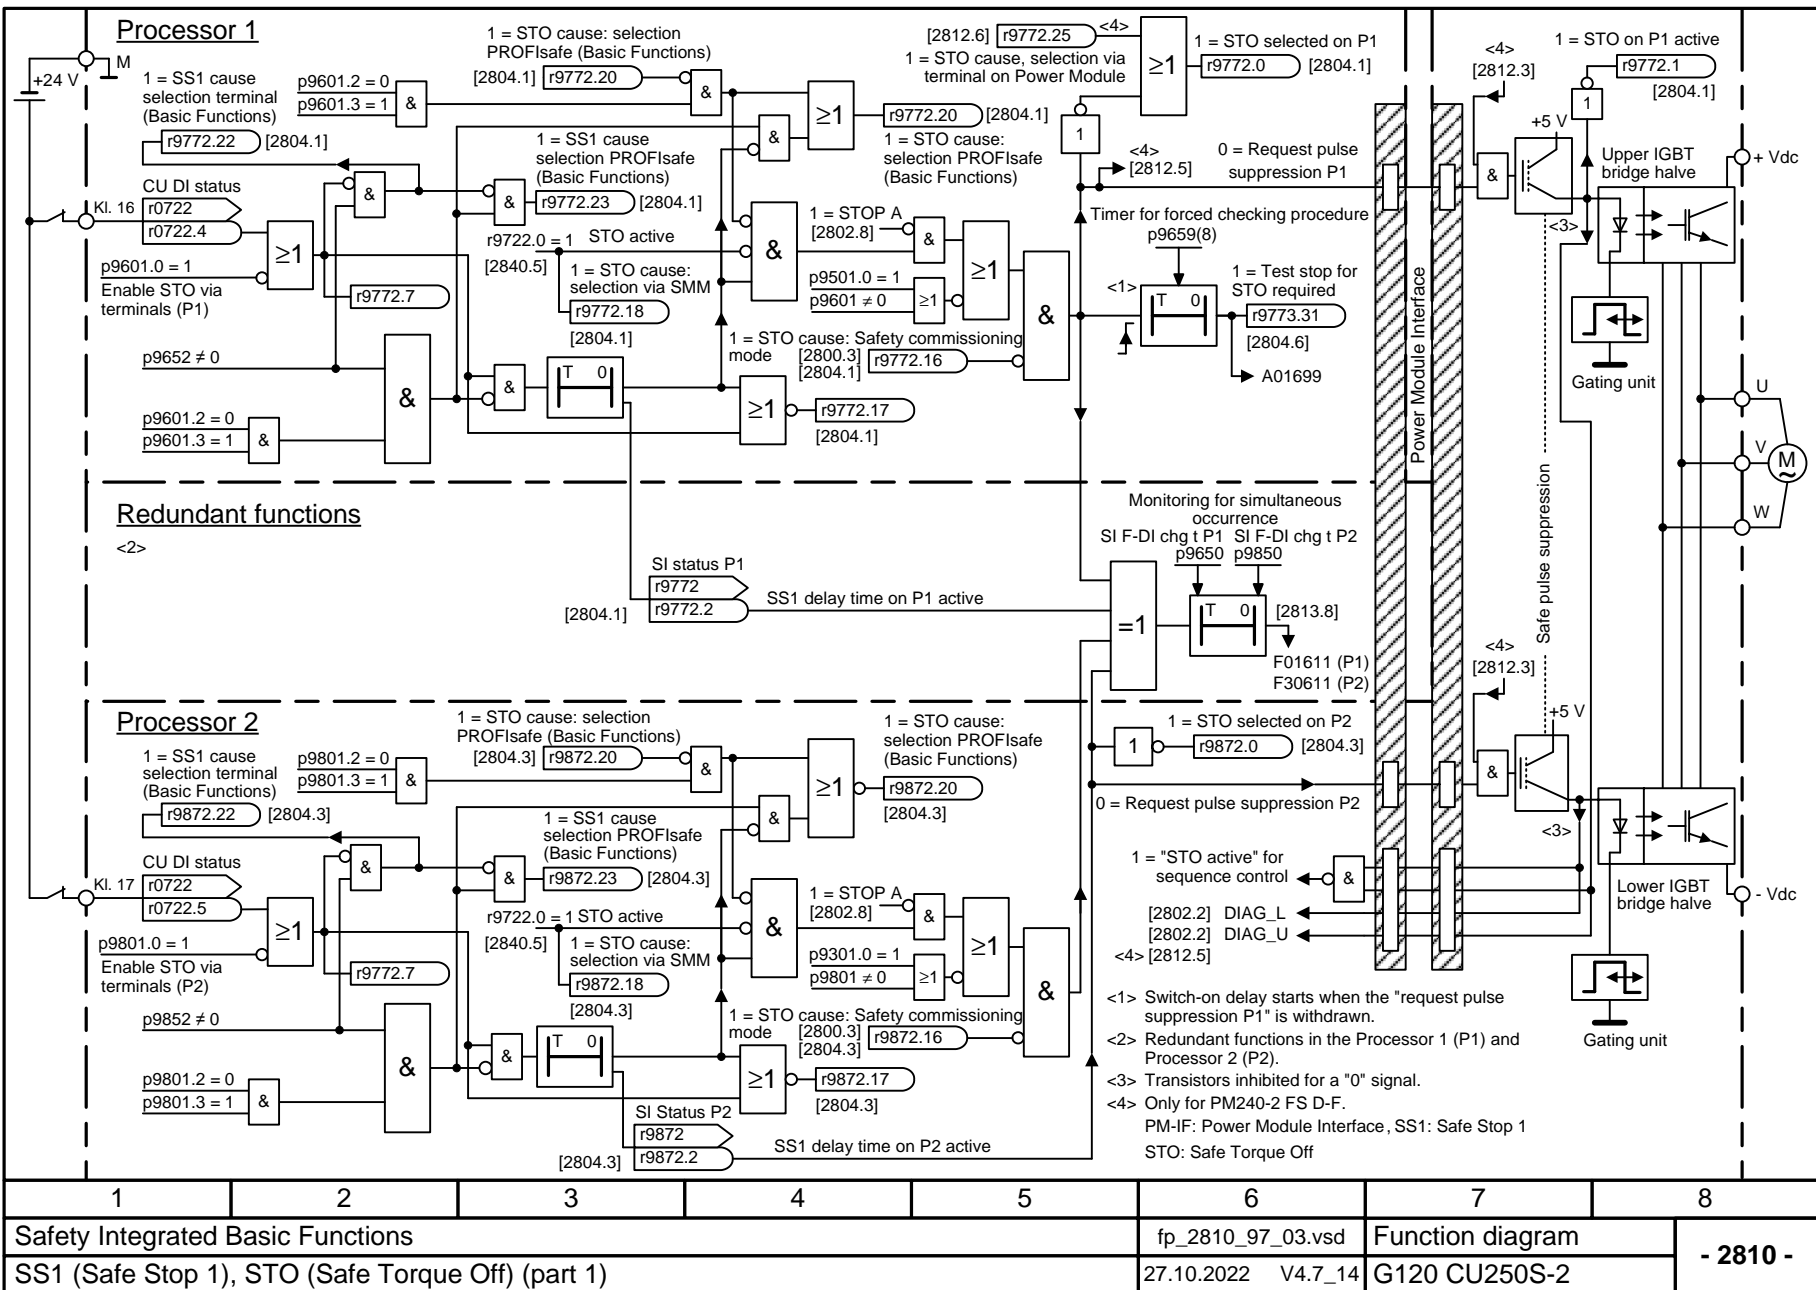 Processor 1
M
+24 V
1 = SS1 cause
selection terminal
(Basic Functions)
r9772.22
[2804.1]
p9601.2 = 0
p9601.3 = 1
&
1 = STO cause: selection
PROFIsafe (Basic Functions)
[2804.1]
r9772.20
&
&
≥1
r9772.20
[2804.1]
1 = STO cause:
selection PROFIsafe
(Basic Functions)
[2812.6]
r9772.25
<4>
1 = STO cause, selection via
terminal on Power Module
≥1
1 = STO selected on P1
r9772.0
[2804.1]
1
<4>
[2812.5]
0 = Request pulse
suppression P1
<4>
[2812.3]
1 = STO on P1 active
r9772.1
[2804.1]
1
+5 V
&
Upper IGBT
bridge halve
+ Vdc
<3>
CU DI status
Kl. 16
r0722
r0722.4
p9601.0 = 1
Enable STO via
terminals (P1)
≥1
&
r9772.7
&
1 = SS1 cause
selection PROFIsafe
(Basic Functions)
r9772.23
[2804.1]
r9722.0 = 1
STO active
[2840.5]
1 = STO cause:
selection via SMM
r9772.18
[2804.1]
&
1 = STOP A
[2802.8]
&
p9501.0 = 1
p9601 ≠ 0
≥1
≥1
&
1 = STO cause: Safety commissioning
mode
[2800.3]
[2804.1]
r9772.16
Timer for forced checking procedure
p9659(8)
<1>
T 0
1 = Test stop for
STO required
r9773.31
[2804.6]
A01699
Power Module Interface
Gating unit
p9652 ≠ 0
p9601.2 = 0
p9601.3 = 1
&
&
&
T 0
≥1
r9772.17
[2804.1]
U
V
W
M
~
Safe pulse suppression
Redundant functions
<2>
SI status P1
r9772
r9772.2
[2804.1]
SS1 delay time on P1 active
Monitoring for simultaneous
occurrence
SI F-DI chg t P1
SI F-DI chg t P2
p9650
p9850
=1
T 0
[2813.8]
F01611 (P1)
F30611 (P2)
Processor 2
1 = SS1 cause
selection terminal
(Basic Functions)
r9872.22
[2804.3]
p9801.2 = 0
p9801.3 = 1
&
1 = STO cause: selection
PROFIsafe (Basic Functions)
[2804.3]
r9872.20
&
&
≥1
r9872.20
[2804.3]
1 = STO cause:
selection PROFIsafe
(Basic Functions)
1
1 = STO selected on P2
r9872.0
[2804.3]
0 = Request pulse suppression P2
<4>
[2812.3]
+5 V
&
<3>
Lower IGBT
bridge halve
- Vdc
CU DI status
Kl. 17
r0722
r0722.5
p9801.0 = 1
Enable STO via
terminals (P2)
≥1
&
r9772.7
&
1 = SS1 cause
selection PROFIsafe
(Basic Functions)
r9872.23
[2804.3]
r9722.0 = 1
STO active
[2840.5]
1 = STO cause:
selection via SMM
r9872.18
[2804.3]
&
1 = STOP A
[2802.8]
&
p9301.0 = 1
p9801 ≠ 0
≥1
≥1
&
1 = STO cause: Safety commissioning
mode
[2800.3]
[2804.3]
r9872.16
1 = "STO active" for
sequence control
&
[2802.2] DIAG_L
[2802.2] DIAG_U
<4> [2812.5]
Gating unit
p9852 ≠ 0
p9801.2 = 0
p9801.3 = 1
&
&
&
T 0
≥1
r9872.17
[2804.3]
SI Status P2
r9872
r9872.2
[2804.3]
SS1 delay time on P2 active
<1> Switch-on delay starts when the "request pulse
suppression P1" is withdrawn.
<2> Redundant functions in the Processor 1 (P1) and
Processor 2 (P2).
<3> Transistors inhibited for a "0" signal.
<4> Only for PM240-2 FS D-F.
PM-IF: Power Module Interface, SS1: Safe Stop 1
STO: Safe Torque Off
1 2 3 4 5 6 7 8
Safety Integrated Basic Functions
fp_2810_97_03.vsd
Function diagram
- 2810 -
SS1 (Safe Stop 1), STO (Safe Torque Off) (part 1)
27.10.2022 V4.7_14
G120 CU250S-2